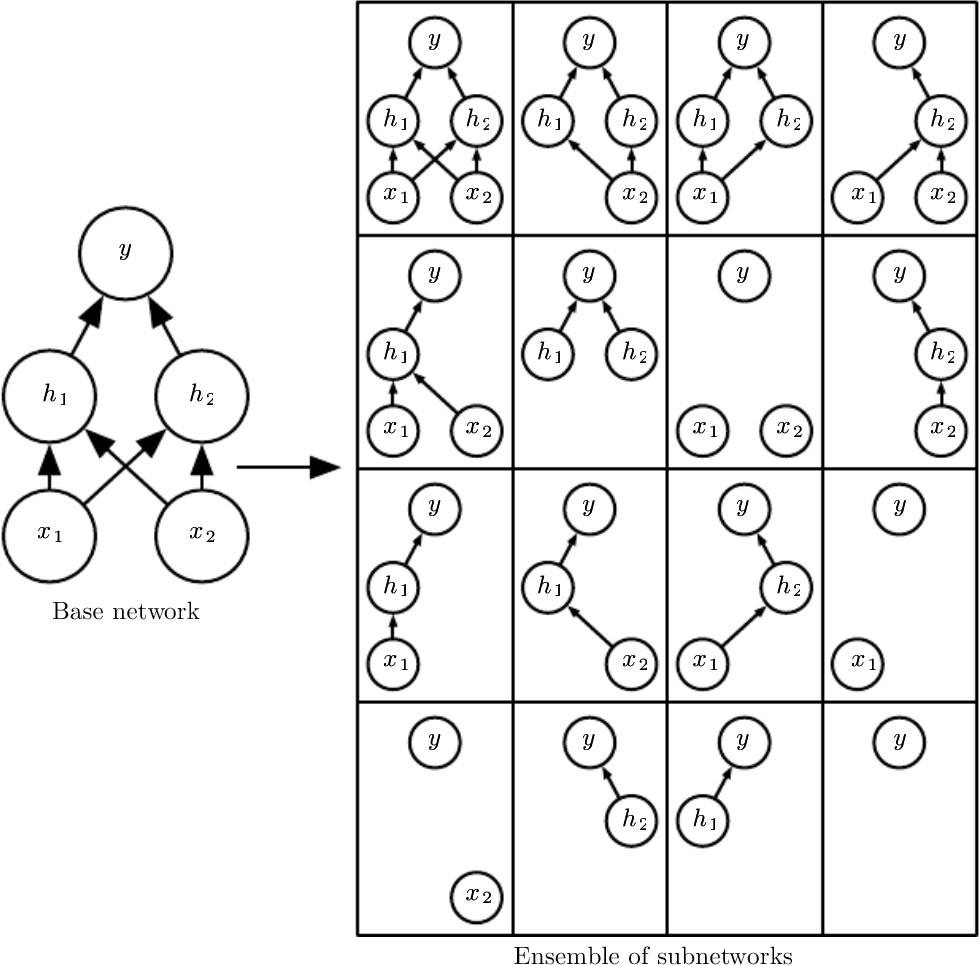 y
h1 h2
x1 x2
Base network
y y y y
h1 h2 h1 h2 h1 h2 h2
x1 x2 x2 x1 x1 x2
y y y y
h1 h1 h2 h2
x1 x2 x1 x2 x2
y y y y
h1 h1 h2
x1 x2 x1 x1
y y y y
h2 h1
x2
Ensemble of subnetworks